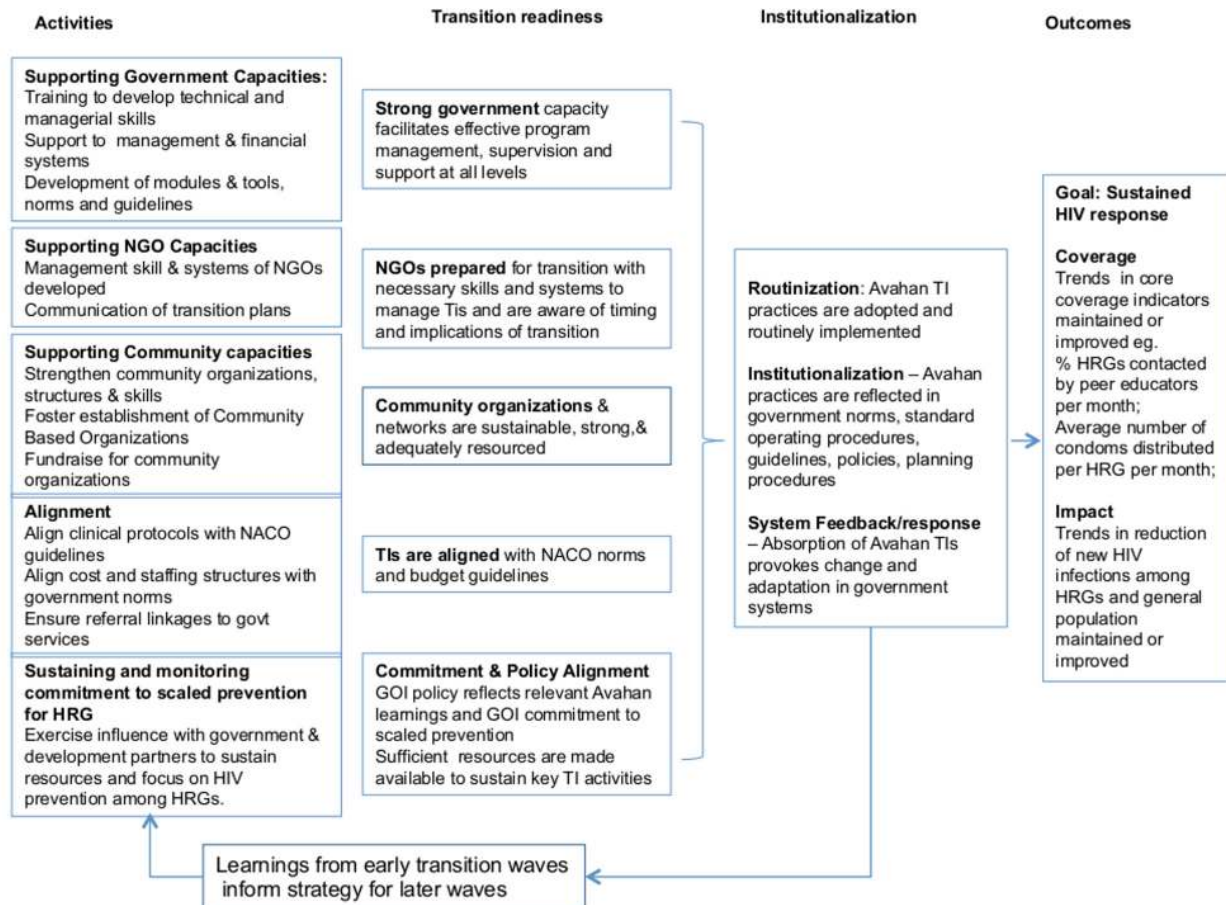 Activities
Transition readiness
Institutionalization
Outcomes
Supporting Government Capacities:
Training to develop technical and
managerial skills
Support to management & financial
systems
Development of modules & tools,
norms and guidelines
Supporting NGO Capacities
Management skill & systems of NGOs
developed
Communication of transition plans
Supporting Community capacities
Strengthen community organizations,
structures & skills
Foster establishment of Community
Based Organizations
Fundraise for community
organizations
Alignment
Align clinical protocols with NACO
guidelines
Align cost and staffing structures with
government norms
Ensure referral linkages to govt
services
Sustaining and monitoring
commitment to scaled prevention
for HRG
Exercise influence with government &
development partners to sustain
resources and focus on HIV
prevention among HRGs.
Strong government capacity
facilitates effective program
management, supervision and
support at all levels
NGOs prepared for transition with
necessary skills and systems to
manage Tis and are aware of timing
and implications of transition
Community organizations &
networks are sustainable, strong,&
adequately resourced
TIs are aligned with NACO norms
and budget guidelines
Commitment & Policy Alignment
GOI policy reflects relevant Avahan
learnings and GOI commitment to
scaled prevention
Sufficient resources are made
available to sustain key TI activities
Routinization: Avahan TI
practices are adopted and
routinely implemented
Institutionalization – Avahan
practices are reflected in
government norms, standard
operating procedures,
guidelines, policies, planning
procedures
System Feedback/response
– Absorption of Avahan TIs
provokes change and
adaptation in government
systems
Goal: Sustained
HIV response
Coverage
Trends in core
coverage indicators
maintained or
improved eg.
% HRGs contacted
by peer educators
per month;
Average number of
condoms distributed
per HRG per month;
Impact
Trends in reduction
of new HIV
infections among
HRGs and general
population
maintained or
improved
Learnings from early transition waves
inform strategy for later waves